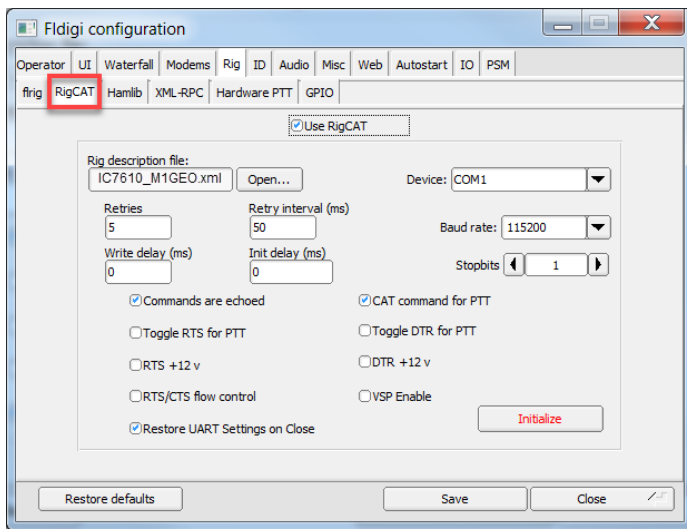 Fldigi configuration
Operator UI Waterfall Modems Rig ID Audio Misc Web Autostart IO PSM
flrig RigCAT Hamlib XML-RPC Hardware PTT GPIO
Use RigCAT
Rig description file:
IC7610_M1GEO.xml Open... Device: COM1
Retries Retry interval (ms)
5 50 Baud rate: 115200
Write delay (ms) Init delay (ms)
0 0 Stopbits 1
Commands are echoed CAT command for PTT
Toggle RTS for PTT Toggle DTR for PTT
RTS +12 v DTR +12 v
RTS/CTS flow control VSP Enable
Restore UART Settings on Close Initialize
Restore defaults Save Close